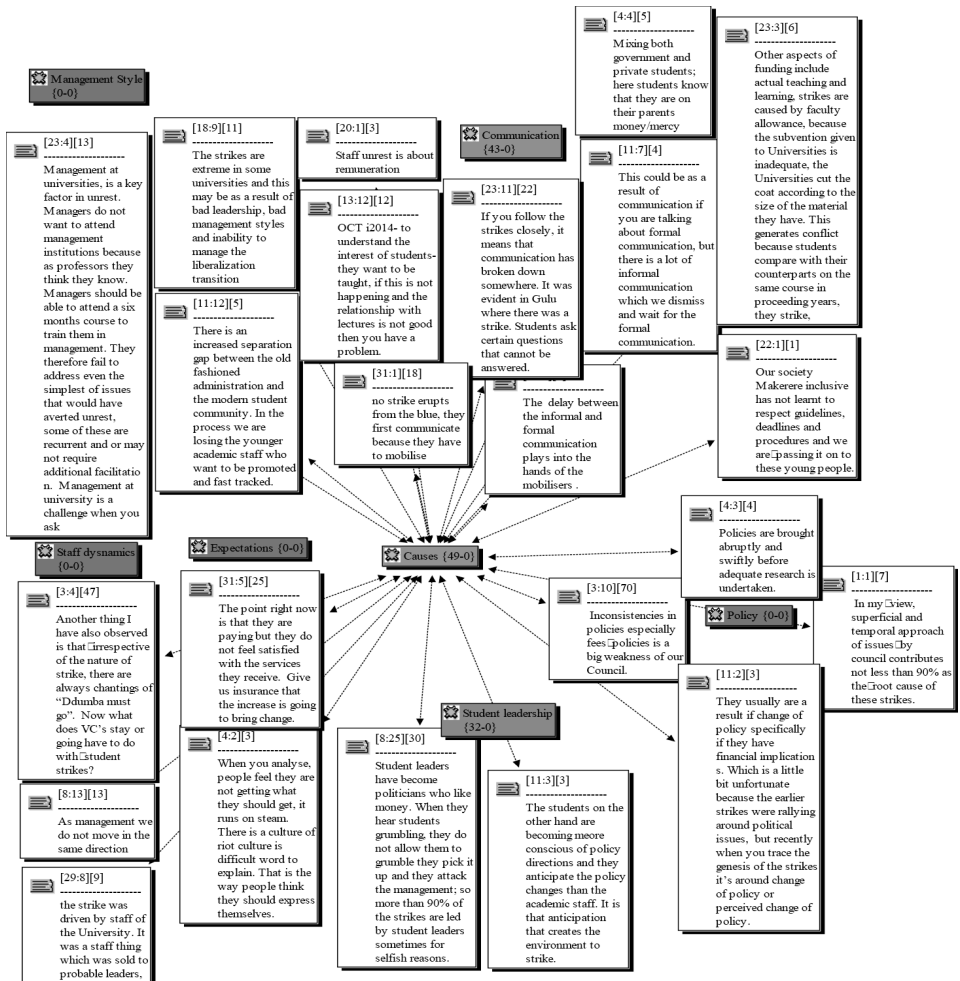 Management Style
{0-0}
[23:4][13]
--------------------
Management at
universities, is a key
factor in unrest.
Managers do not
want to attend
management
institutions because
as professors they
think they know.
Managers should be
able to attend a six
months course to
train them in
management. They
therefore fail to
address even the
simplest of issues
that would have
averted unrest,
some of these are
recurrent and or may
not require
additional facilitatio
n.  Management at
university is a
challenge when you
ask
[18:9][11]
--------------------
The strikes are
extreme in some
universities and this
may be as a result of
bad leadership, bad
management styles
and inability to
manage the
liberalization
transition
[11:12][5]
--------------------
There is an
increased separation
gap between the old
fashioned
administration and
the modern student
community. In the
process we are
losing the younger
academic staff who
want to be promoted
and fast tracked.
[20:1][3]
--------------------
Staff unrest is about
remuneration
[13:12][12]
--------------------
OCT i2014- to
understand the
interest of students-
they want to be
taught, if this is not
happening and the
relationship with
lectures is not good
then you have a
problem.
[31:1][18]
--------------------
no strike erupts
from the blue, they
first communicate
because they have
to mobilise
Communication
{43-0}
[23:11][22]
--------------------
If you follow the
strikes closely, it
means that
communication has
broken down
somewhere. It was
evident in Gulu
where there was a
strike. Students ask
certain questions
that cannot be
answered.
The  delay between
the informal and
formal
communication
plays into the
hands of the
mobilisers .
[4:4][5]
--------------------
Mixing both
government and
private students;
here students know
that they are on
their parents
money/mercy
[11:7][4]
--------------------
This could be as a
result of
communication if
you are talking
about formal
communication, but
there is a lot of
informal
communication
which we dismiss
and wait for the
formal
communication.
[23:3][6]
--------------------
Other aspects of
funding include
actual teaching and
learning, strikes are
caused by faculty
allowance, because
the subvention given
to Universities is
inadequate, the
Universities cut the
coat according to the
size of the material
they have. This
generates conflict
because students
compare with their
counterparts on the
same course in
proceeding years,
they strike,
[22:1][1]
--------------------
Our society
Makerere inclusive
has not learnt to
respect guidelines,
deadlines and
procedures and we
are passing it on to
these young people.
Staff dysnamics
{0-0}
[3:4][47]
--------------------
Another thing I
have also observed
is that irrespective
of the nature of
strike, there are
always chantings of
“Ddumba must
go”.  Now what
does VC’s stay or
going have to do
with student
strikes?
[8:13][13]
--------------------
As management we
do not move in the
same direction
[29:8][9]
--------------------
the strike was
driven by staff of
the University. It
was a staff thing
which was sold to
probable leaders,
Expectations {0-0}
[31:5][25]
--------------------
The point right now
is that they are
paying but they do
not feel satisfied
with the services
they receive.  Give
us insurance that
the increase is going
to bring change.
[4:2][3]
--------------------
When you analyse,
people feel they are
not getting what
they should get, it
runs on steam.
There is a culture of
riot culture is
difficult word to
explain. That is the
way people think
they should express
themselves.
Causes {49-0}
Student leadership
{32-0}
[8:25][30]
--------------------
Student leaders
have become
politicians who like
money. When they
hear students
grumbling, they do
not allow them to
grumble they pick it
up and they attack
the management; so
more than 90% of
the strikes are led
by student leaders
sometimes for
selfish reasons.
[11:3][3]
--------------------
The students on the
other hand are
becoming meore
conscious of policy
directions and they
anticipate the policy
changes than the
academic staff. It is
that anticipation
that creates the
environment to
strike.
[3:10][70]
--------------------
Inconsistencies in
policies especially
fees policies is a
big weakness of our
Council.
[4:3][4]
--------------------
Policies are brought
abruptly and
swiftly before
adequate research is
undertaken.
Policy {0-0}
[1:1][7]
--------------------
In my view,
superficial and
temporal approach
of issues by
council contributes
not less than 90% as
the root cause of
these strikes.
[11:2][3]
--------------------
They usually are a
result if change of
policy specifically
if they have
financial implication
s. Which is a little
bit unfortunate
because the earlier
strikes were rallying
around political
issues,  but recently
when you trace the
genesis of the strikes
it’s around change
of policy or
perceived change of
policy.